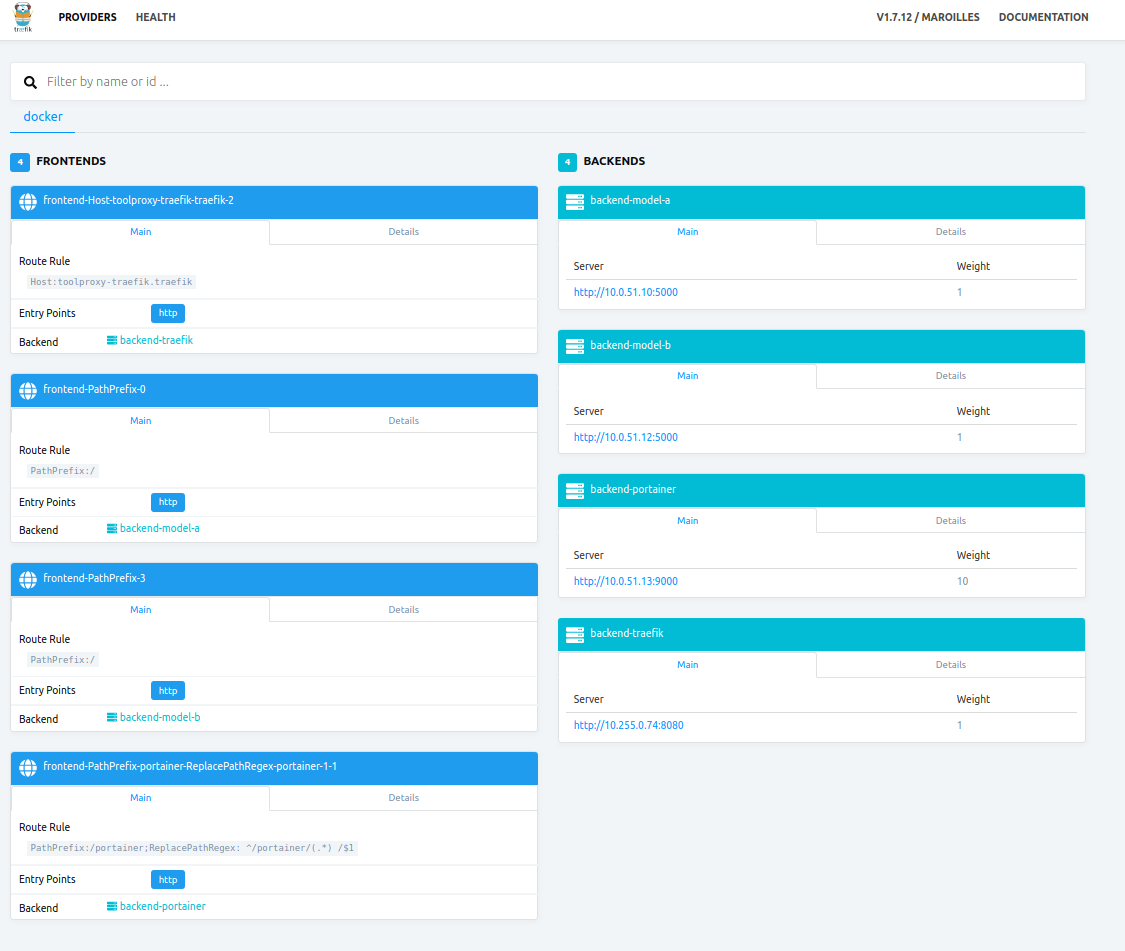 træfik
PROVIDERS HEALTH V1.7.12 / MAROILLES DOCUMENTATION
Filter by name or id ...
docker
4 FRONTENDS
frontend-Host-toolproxy-traefik-traefik-2
Main Details
Route Rule
Host:toolproxy-traefik.traefik
Entry Points http
Backend backend-traefik
frontend-PathPrefix-0
Main Details
Route Rule
PathPrefix:/
Entry Points http
Backend backend-model-a
frontend-PathPrefix-3
Main Details
Route Rule
PathPrefix:/
Entry Points http
Backend backend-model-b
frontend-PathPrefix-portainer-ReplacePathRegex-portainer-1-1
Main Details
Route Rule
PathPrefix:/portainer;ReplacePathRegex: ^/portainer/(.*) /$1
Entry Points http
Backend backend-portainer
4 BACKENDS
backend-model-a
Main Details
Server Weight
http://10.0.51.10:5000 1
backend-model-b
Main Details
Server Weight
http://10.0.51.12:5000 1
backend-portainer
Main Details
Server Weight
http://10.0.51.13:9000 10
backend-traefik
Main Details
Server Weight
http://10.255.0.74:8080 1